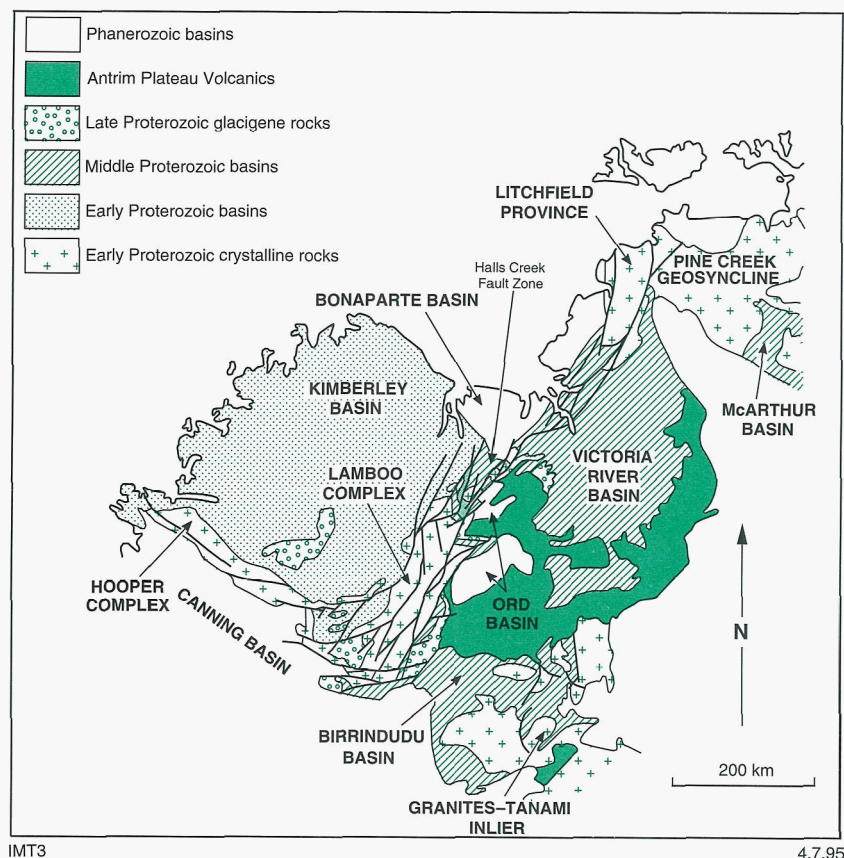 Phanerozoic basins
Antrim Plateau Volcanics
Late Proterozoic glacigene rocks
Middle Proterozoic basins
Early Proterozoic basins
Early Proterozoic crystalline rocks
LITCHFIELD
PROVINCE
PINE CREEK
GEOSYNCLINE
Halls Creek
Fault Zone
BONAPARTE BASIN
KIMBERLEY
BASIN
McARTHUR
BASIN
VICTORIA
RIVER
BASIN
LAMBOO
COMPLEX
HOOPER
COMPLEX
CANNING BASIN
ORD
BASIN
N
BIRRINDUDU
BASIN
200 km
GRANITES–TANAMI
INLIER
IMT3
4.7.95